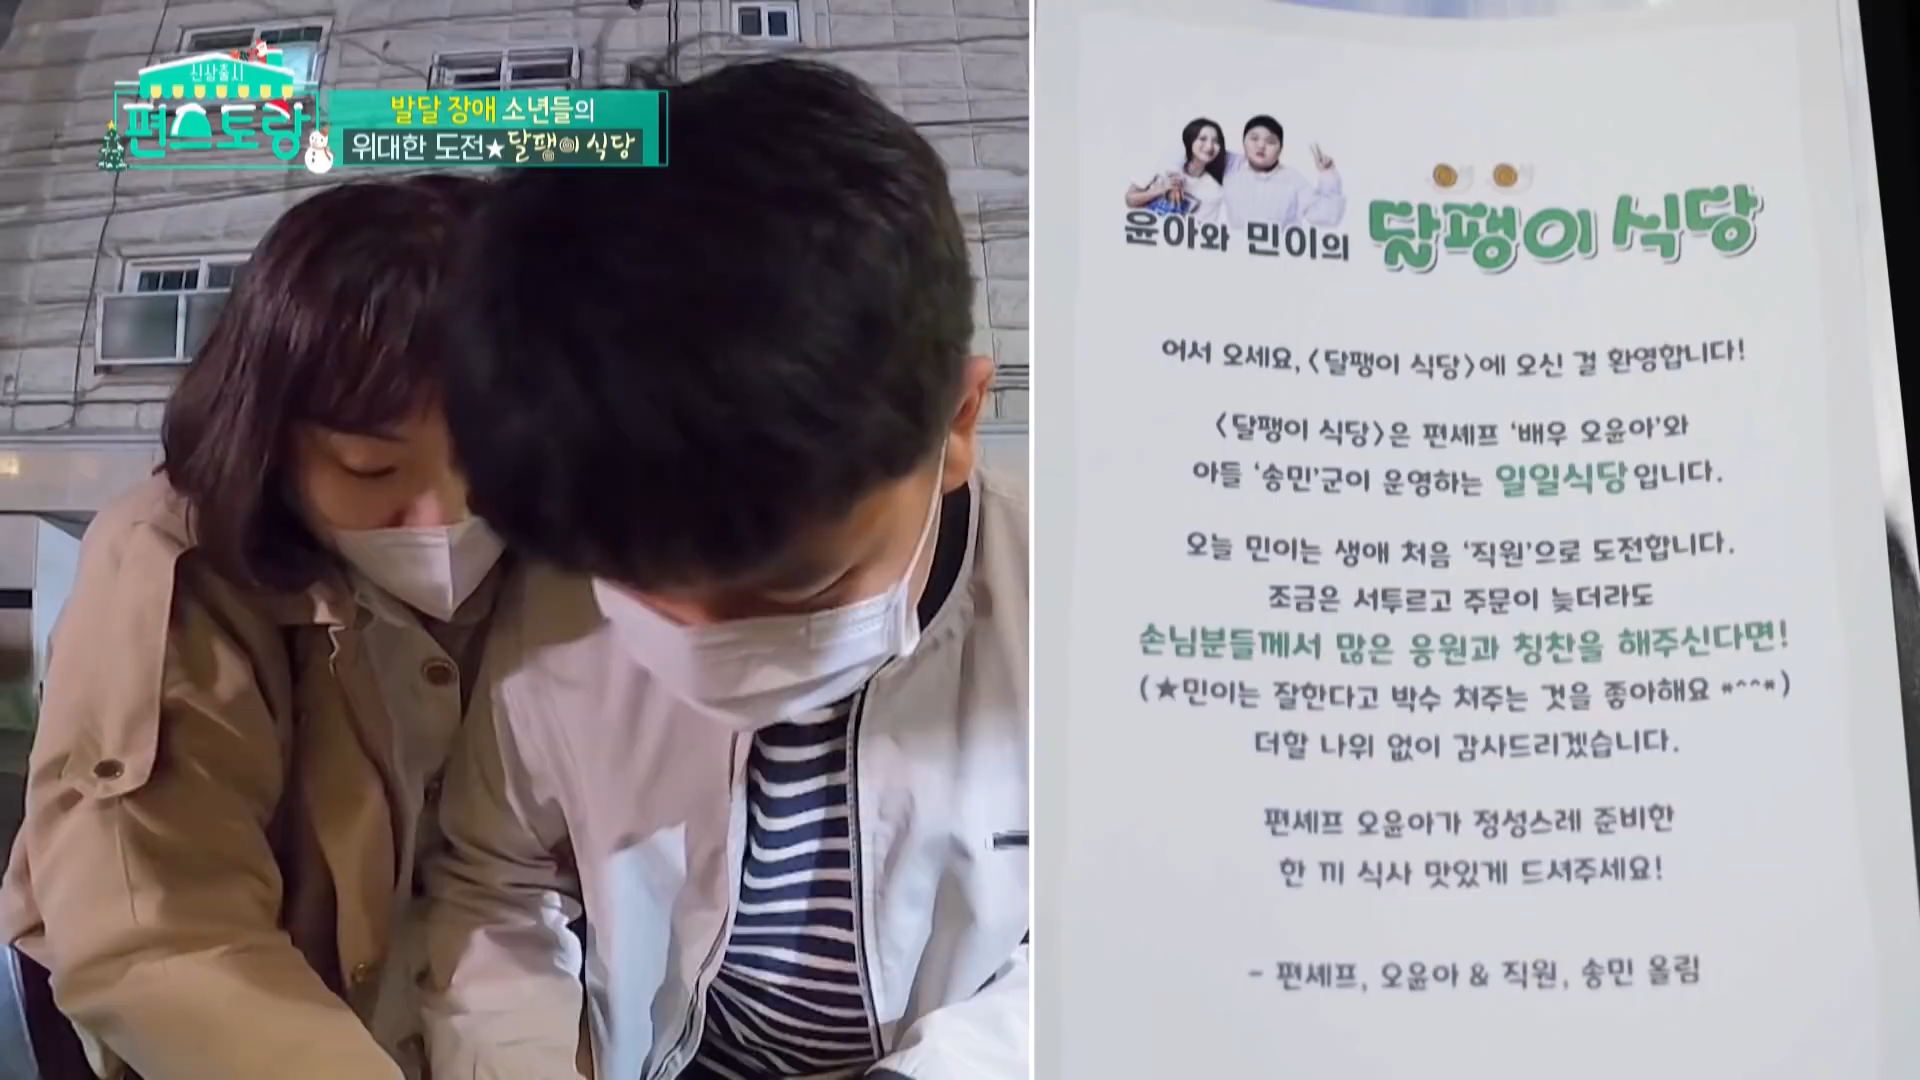 신상출시
편스토랑
발달 장애 소년들의
위대한 도전★달팽이 식당
윤아와 민이의 달팽이 식당
어서 오세요, <달팽이 식당>에 오신 걸 환영합니다!
<달팽이 식당>은 편셰프 '배우 오윤아'와
아들 '송민'군이 운영하는 일일식당입니다.
오늘 민이는 생애 처음 '직원'으로 도전합니다.
조금은 서투르고 주문이 늦더라도
손님분들께서 많은 응원과 칭찬을 해주신다면!
(★민이는 잘한다고 박수 쳐주는 것을 좋아해요 *^^*)
더할 나위 없이 감사드리겠습니다.
편셰프 오윤아가 정성스레 준비한
한 끼 식사 맛있게 드셔주세요!
- 편셰프, 오윤아 & 직원, 송민 올림